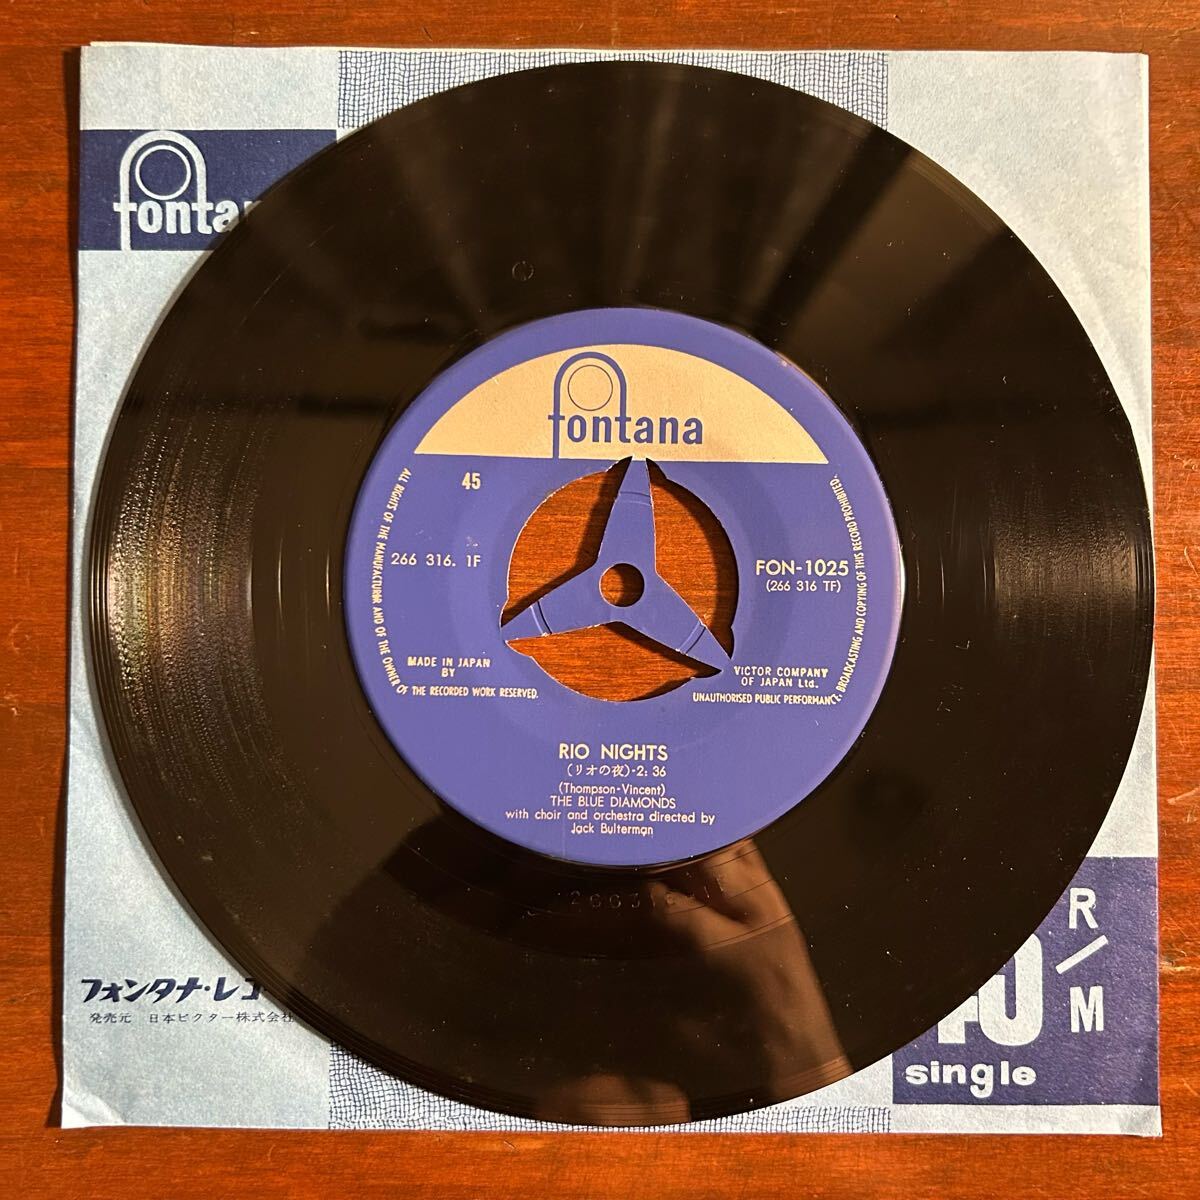 fontana
fontana
45
266 316. 1F
FON-1025
(266 316 TF)
ALL RIGHTS OF THE MANUFACTURER AND OF THE OWNER OF THE RECORDED WORK RESERVED.
UNAUTHORISED PUBLIC PERFORMANCE, BROADCASTING AND COPYING OF THIS RECORD PROHIBITED.
MADE IN JAPAN
BY
VICTOR COMPANY
OF JAPAN Ltd.
RIO NIGHTS
(リオの夜)-2:36
(Thompson-Vincent)
THE BLUE DIAMONDS
with choir and orchestra directed by
Jack Bulterman
R/M
single
フォンタナ・レコ
発売元 日本ビクター株式会